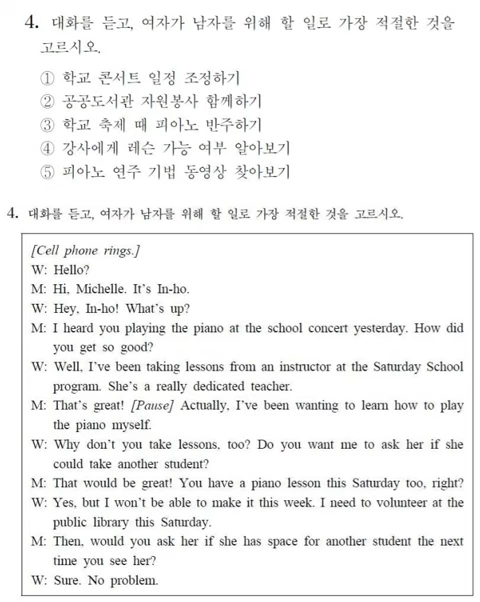 4. 대화를 듣고, 여자가 남자를 위해 할 일로 가장 적절한 것을
고르시오.
① 학교 콘서트 일정 조정하기
② 공공도서관 자원봉사 함께하기
③ 학교 축제 때 피아노 반주하기
④ 강사에게 레슨 가능 여부 알아보기
⑤ 피아노 연주 기법 동영상 찾아보기
4. 대화를 듣고, 여자가 남자를 위해 할 일로 가장 적절한 것을 고르시오.
[Cell phone rings.]
W: Hello?
M: Hi, Michelle. It's In-ho.
W: Hey, In-ho! What's up?
M: I heard you playing the piano at the school concert yesterday. How did
you get so good?
W: Well, I've been taking lessons from an instructor at the Saturday School
program. She's a really dedicated teacher.
M: That's great! [Pause] Actually, I've been wanting to learn how to play
the piano myself.
W: Why don't you take lessons, too? Do you want me to ask her if she
could take another student?
M: That would be great! You have a piano lesson this Saturday too, right?
W: Yes, but I won't be able to make it this week. I need to volunteer at the
public library this Saturday.
M: Then, would you ask her if she has space for another student the next
time you see her?
W: Sure. No problem.